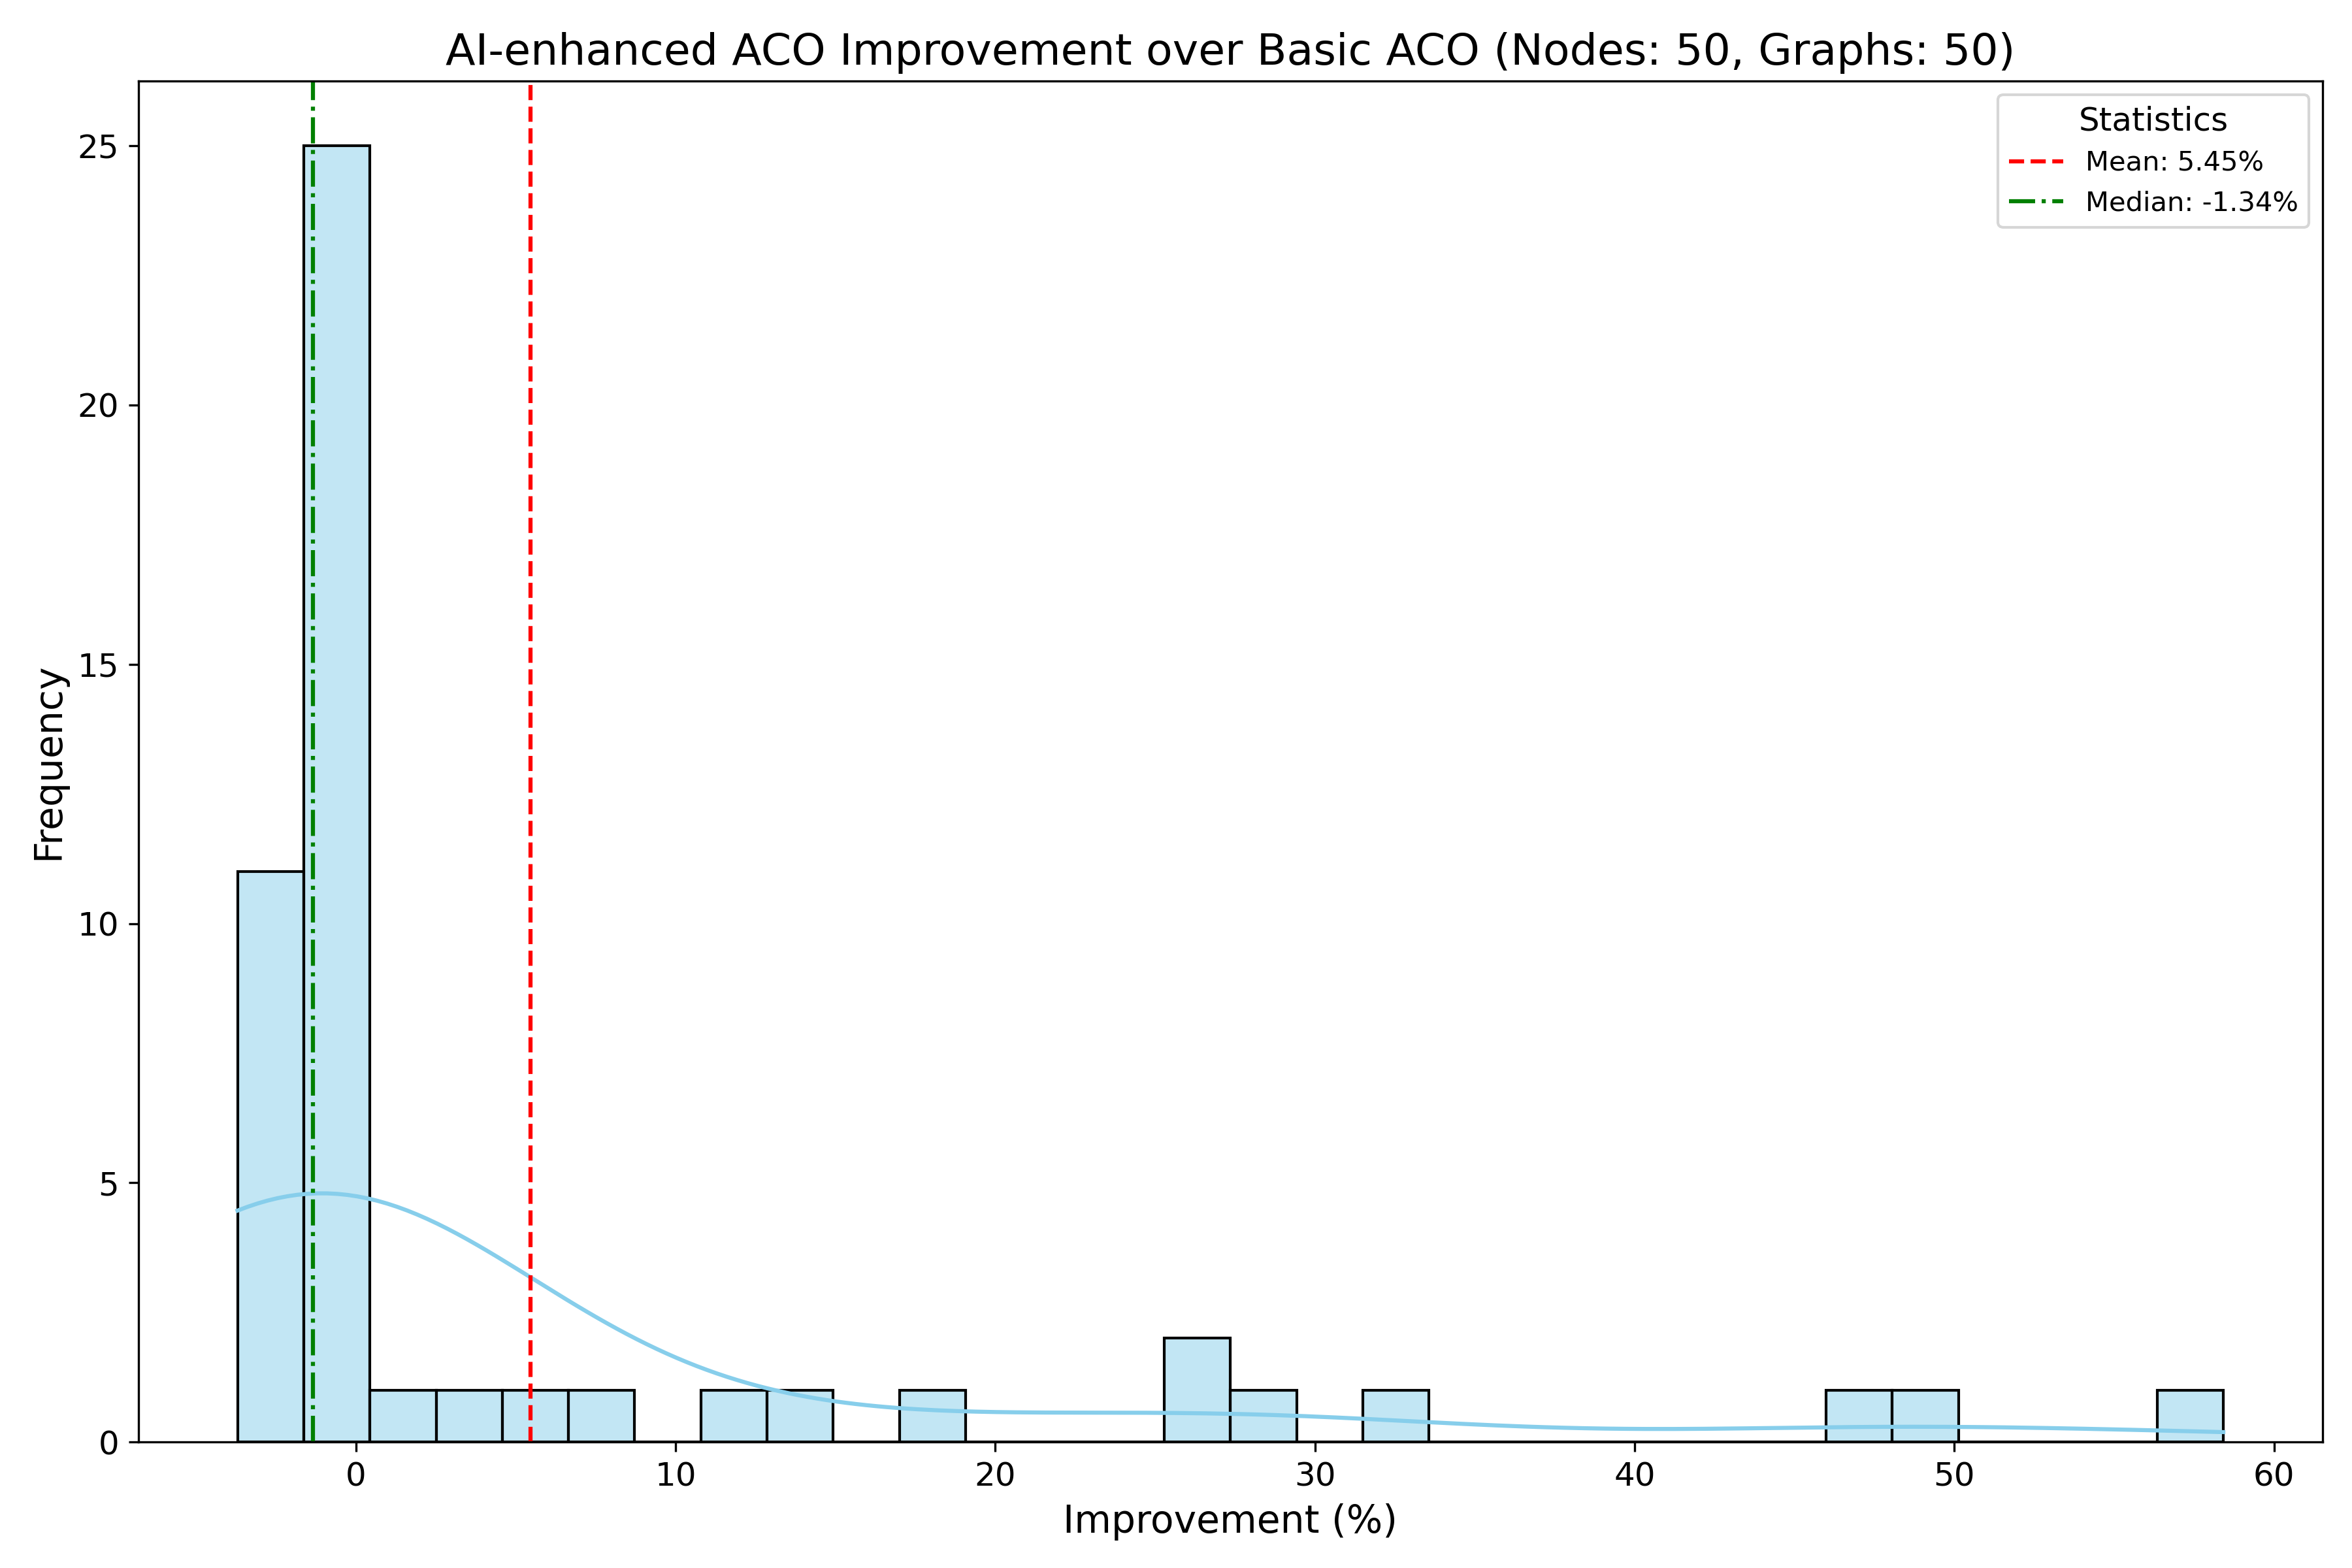 AI-enhanced ACO Improvement over Basic ACO (Nodes: 50, Graphs: 50)
Statistics
Mean: 5.45%
Median: -1.34%
Frequency
25
20
15
10
5
0
0 10 20 30 40 50 60
Improvement (%)